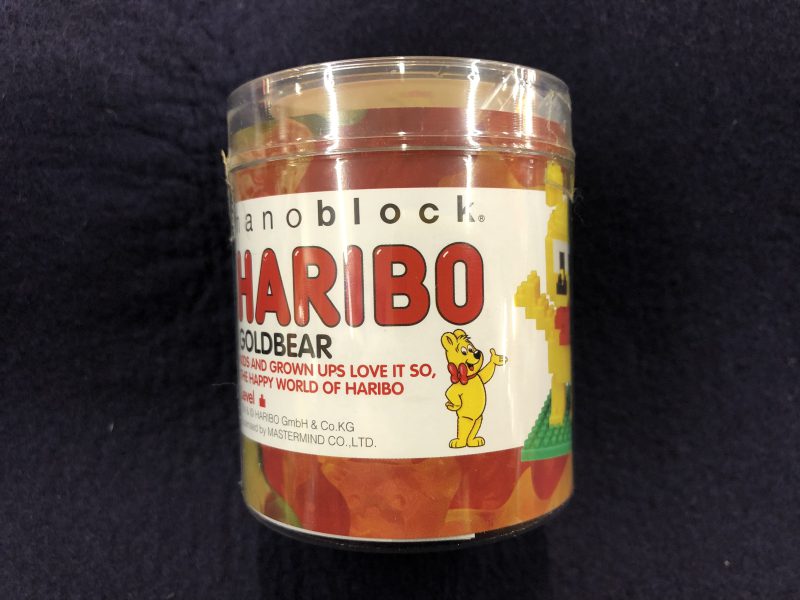 nanoblock®
HARIBO
GOLDBEAR
KIDS AND GROWN UPS LOVE IT SO,
THE HAPPY WORLD OF HARIBO
Level
& © HARIBO GmbH & Co.KG
by MASTERMIND CO.,LTD.